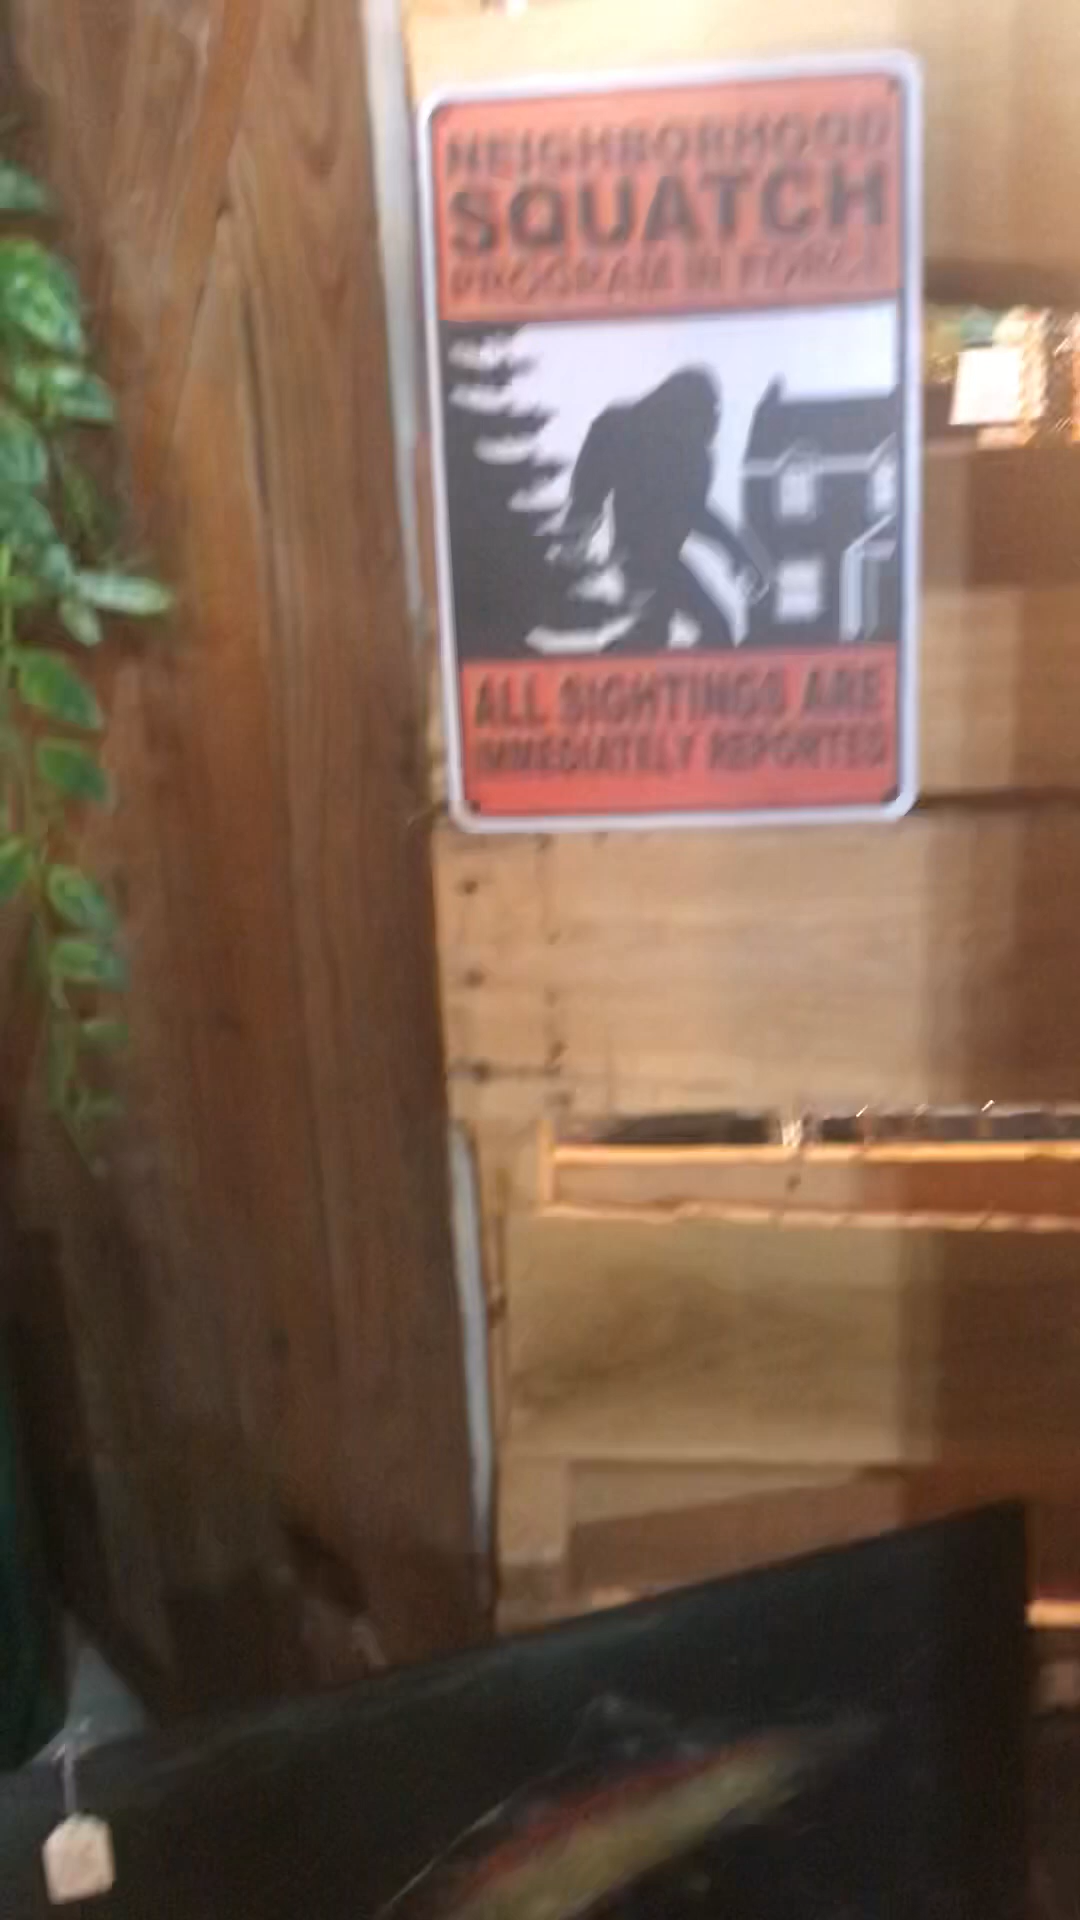 NEIGHBORHOOD
SQUATCH
PROGRAM IN FORCE
ALL SIGHTINGS ARE
IMMEDIATELY REPORTED